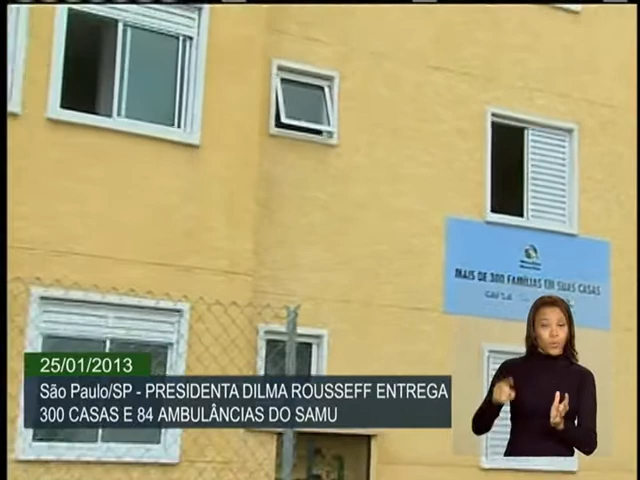 MAIS DE 300 FAMÍLIAS EM SUAS CASAS
CAIXA
25/01/2013
São Paulo/SP - PRESIDENTA DILMA ROUSSEFF ENTREGA
300 CASAS E 84 AMBULÂNCIAS DO SAMU